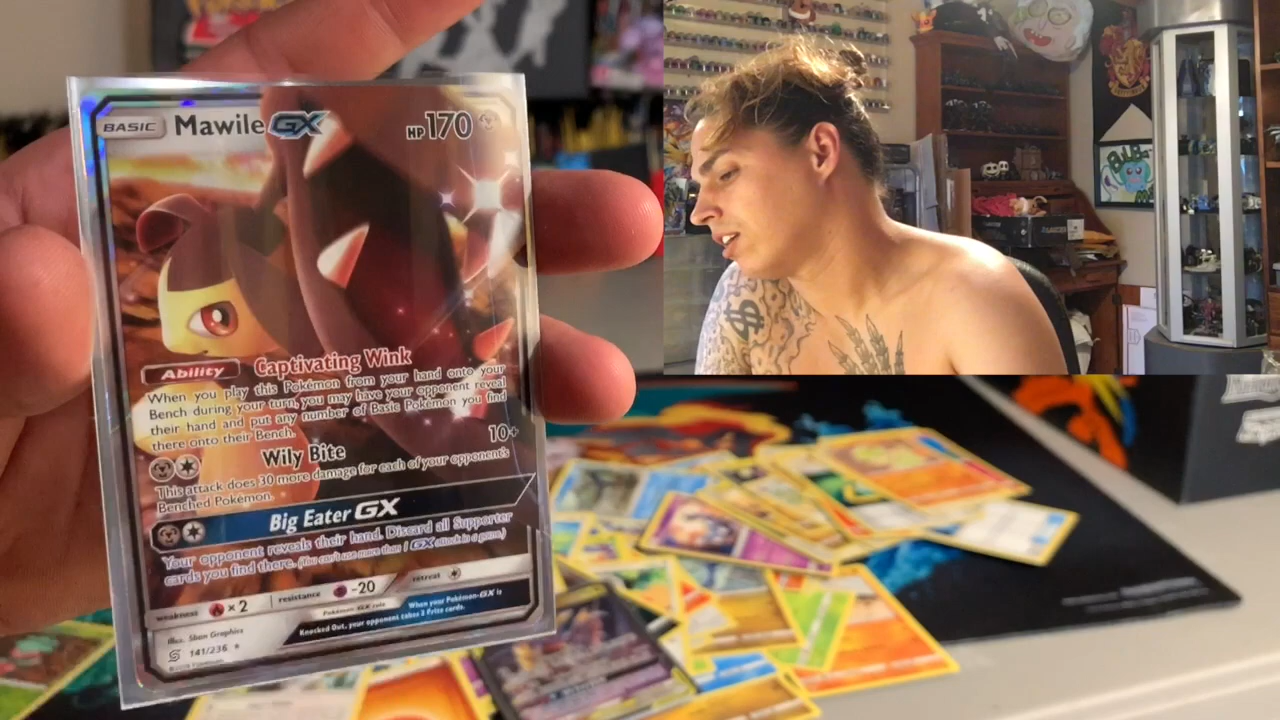 BASIC Mawile GX HP 170
Ability Captivating Wink
When you play this Pokémon from your hand onto your
Bench during your turn, you may have your opponent reveal
their hand and put any number of Basic Pokémon you find
there onto their Bench.
Wily Bite 10+
This attack does 30 more damage for each of your opponent's
Benched Pokémon.
Big Eater GX
Your opponent reveals their hand. Discard all Supporter
cards you find there. (You can't use more than 1 GX attack in a game.)
weakness ×2 resistance -20 retreat
Pokémon-GX rule When your Pokémon-GX is
Knocked Out, your opponent takes 2 Prize cards.
Illus. Sban Graphics
141/236